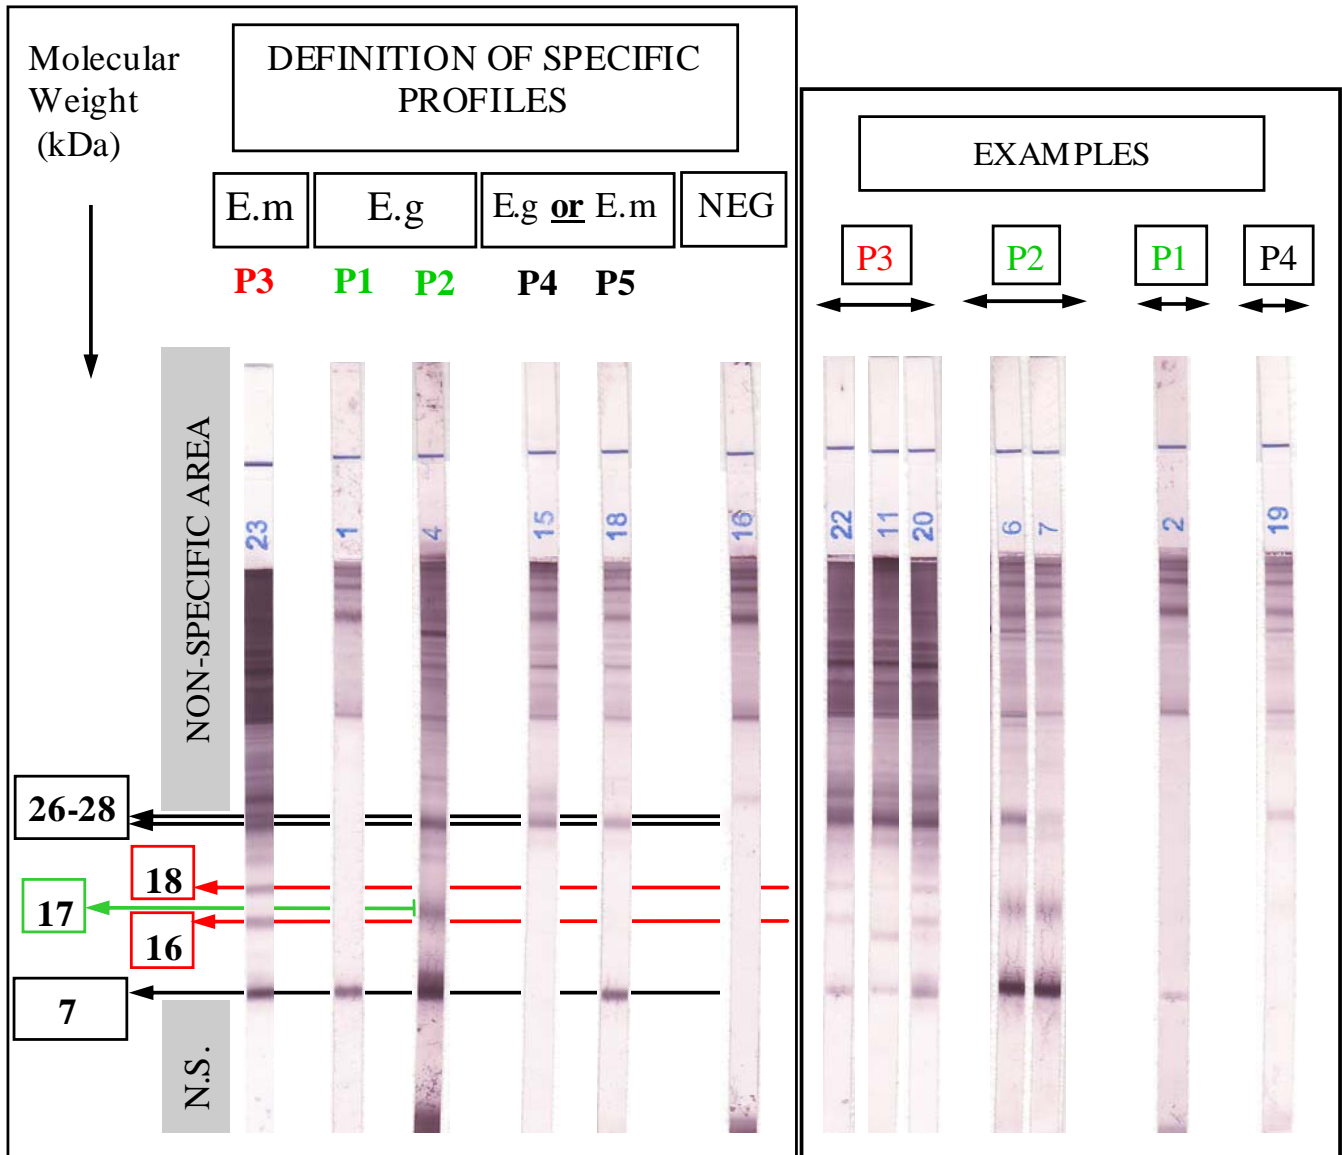 Molecular
Weight
(kDa)
DEFINITION OF SPECIFIC
PROFILES
E.m
E.g
E.g or E.m
NEG
P3
P1
P2
P4
P5
EXAMPLES
P3
P2
P1
P4
NON-SPECIFIC AREA
23
1
4
15
18
16
22
11
20
6
7
2
19
26-28
18
17
16
7
N.S.